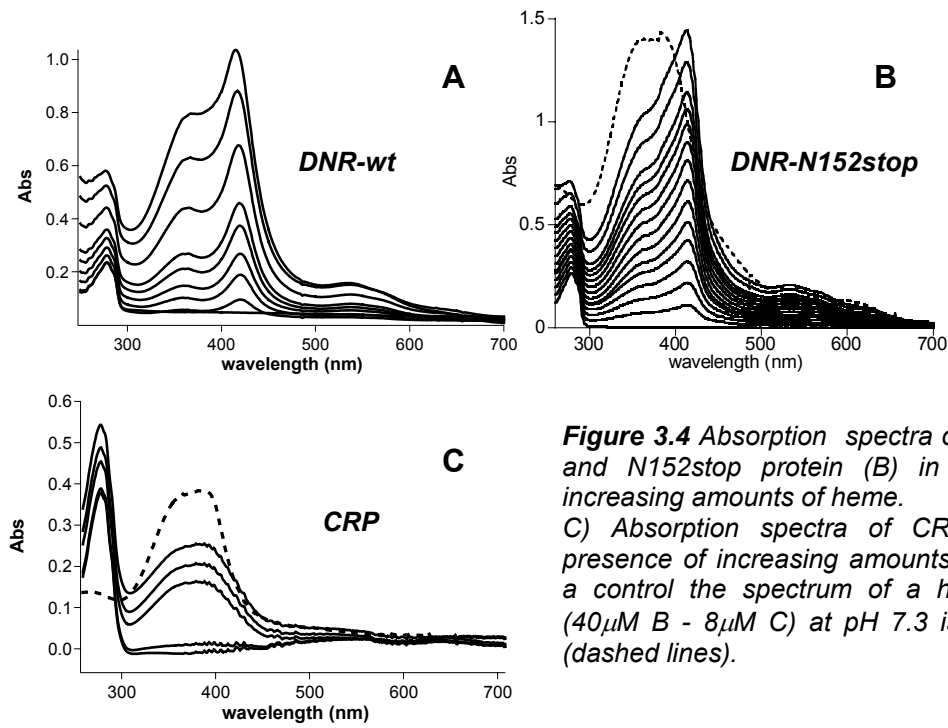 A
DNR-wt
Abs
1.0
0.8
0.6
0.4
0.2
300 400 500 600 700
wavelength (nm)
B
DNR-N152stop
Abs
1.5
1
0.5
0
300 400 500 600 700
wavelength (nm)
C
CRP
Abs
0.6
0.5
0.4
0.3
0.2
0.1
0.0
300 400 500 600 700
wavelength (nm)
Figure 3.4 Absorption spectra
and N152stop protein (B) in
increasing amounts of heme.
C) Absorption spectra of CR
presence of increasing amounts
a control the spectrum of a h
(40µM B - 8µM C) at pH 7.3
(dashed lines).